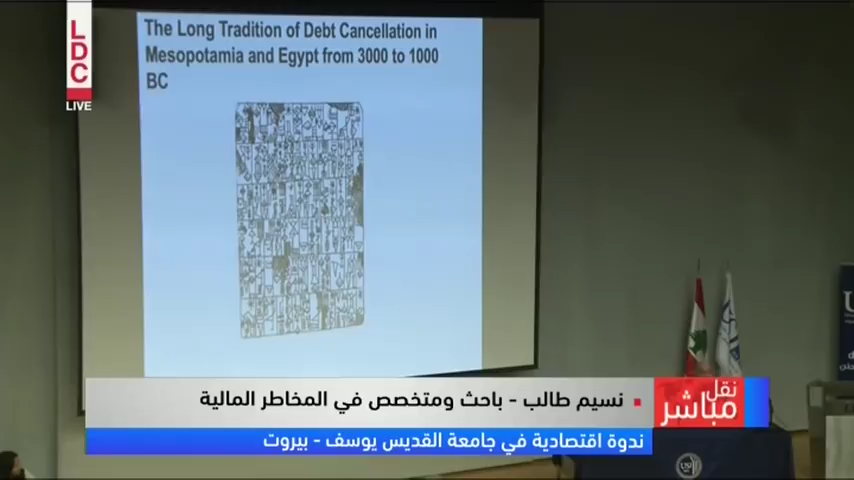 LDC
LIVE
The Long Tradition of Debt Cancellation in
Mesopotamia and Egypt from 3000 to 1000
BC
نسيم طالب - باحث ومتخصص في المخاطر المالية
نقل
مباشر
ندوة اقتصادية في جامعة القديس يوسف - بيروت
USJ